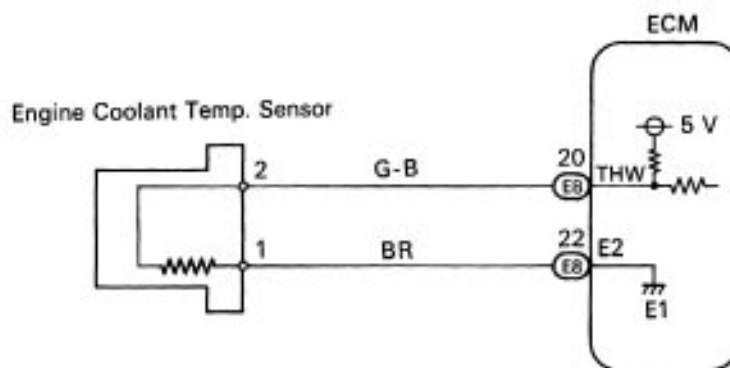 ECM
Engine Coolant Temp. Sensor
5 V
2
G-B
20
E8
THW
1
BR
22
E8
E2
E1